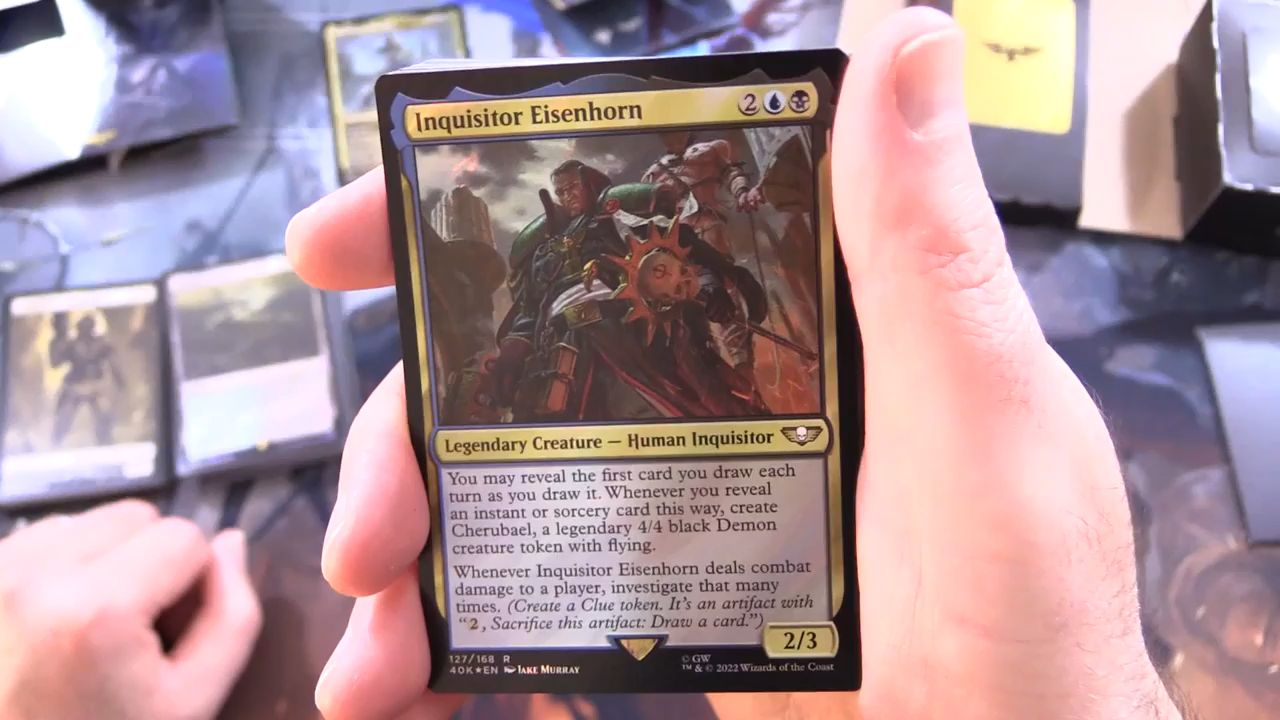 Inquisitor Eisenhorn 2
Legendary Creature — Human Inquisitor
You may reveal the first card you draw each
turn as you draw it. Whenever you reveal
an instant or sorcery card this way, create
Cherubael, a legendary 4/4 black Demon
creature token with flying.
Whenever Inquisitor Eisenhorn deals combat
damage to a player, investigate that many
times. (Create a Clue token. It's an artifact with
“2, Sacrifice this artifact: Draw a card.”)
2/3
127/168 R
40K★EN JAKE MURRAY
© GW
™ & © 2022 Wizards of the Coast